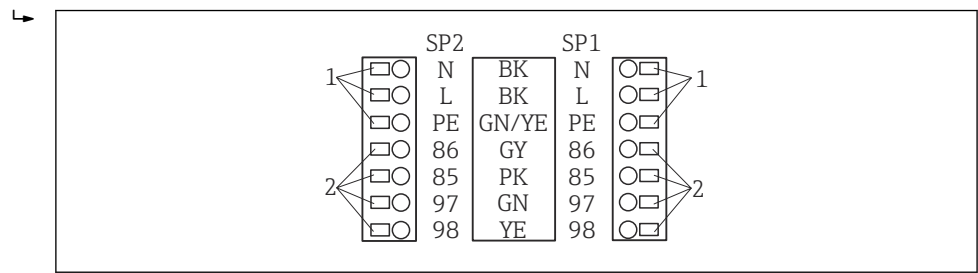 SP2 SP1
1 N BK N 1
L BK L
PE GN/YE PE
86 GY 86
2 85 PK 85 2
97 GN 97
98 YE 98